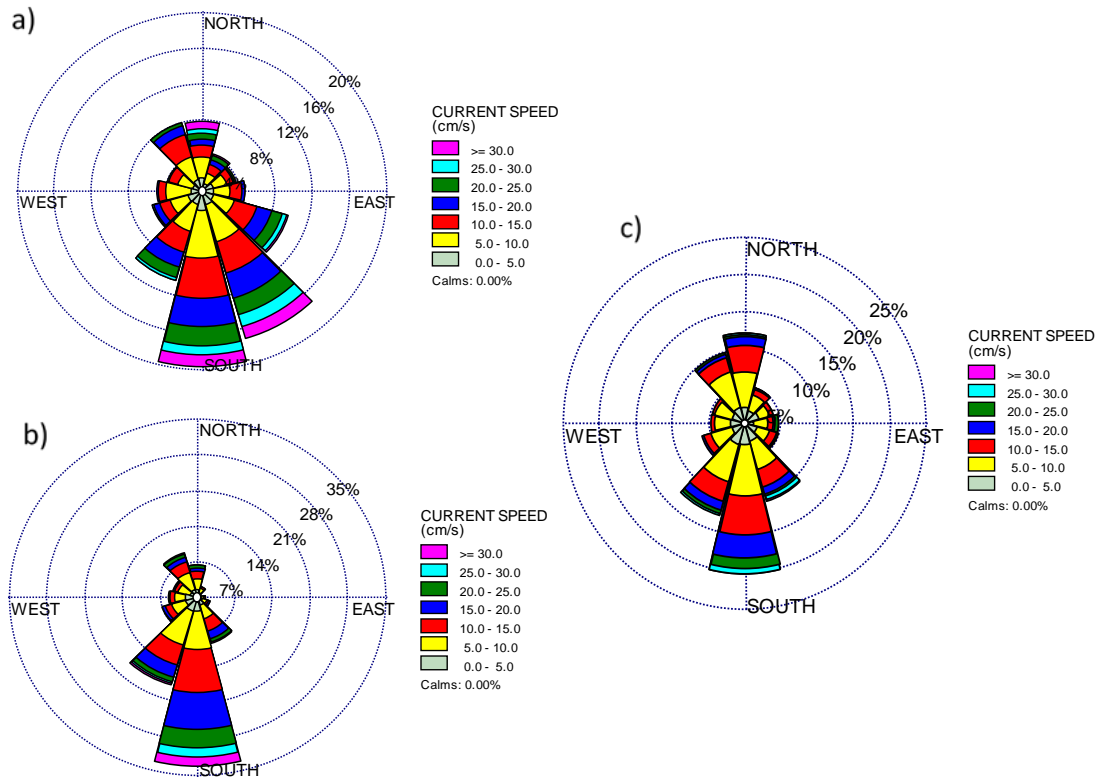 a)
NORTH
20%
16%
12%
8%
WEST
EAST
SOUTH
CURRENT SPEED
(cm/s)
>= 30.0
25.0 - 30.0
20.0 - 25.0
15.0 - 20.0
10.0 - 15.0
5.0 - 10.0
0.0 - 5.0
Calms: 0.00%
b)
NORTH
35%
28%
21%
14%
7%
WEST
EAST
SOUTH
CURRENT SPEED
(cm/s)
>= 30.0
25.0 - 30.0
20.0 - 25.0
15.0 - 20.0
10.0 - 15.0
5.0 - 10.0
0.0 - 5.0
Calms: 0.00%
c)
NORTH
25%
20%
15%
10%
WEST
EAST
SOUTH
CURRENT SPEED
(cm/s)
>= 30.0
25.0 - 30.0
20.0 - 25.0
15.0 - 20.0
10.0 - 15.0
5.0 - 10.0
0.0 - 5.0
Calms: 0.00%